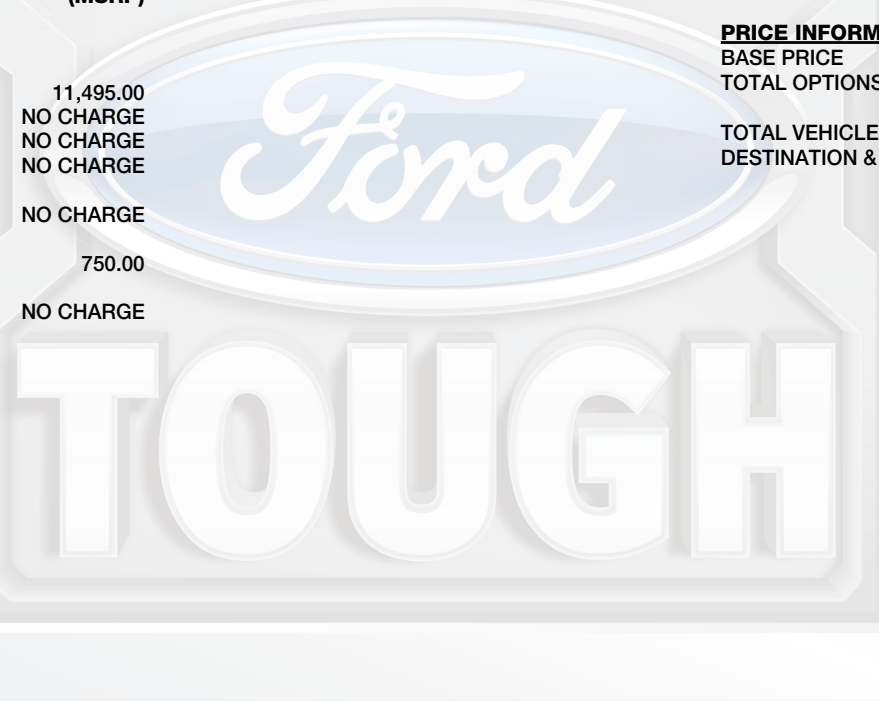 (MSRP)
11,495.00
NO CHARGE
NO CHARGE
NO CHARGE
NO CHARGE
750.00
NO CHARGE
PRICE INFORM
BASE PRICE
TOTAL OPTIONS
TOTAL VEHICLE
DESTINATION &
Ford
TOUGH